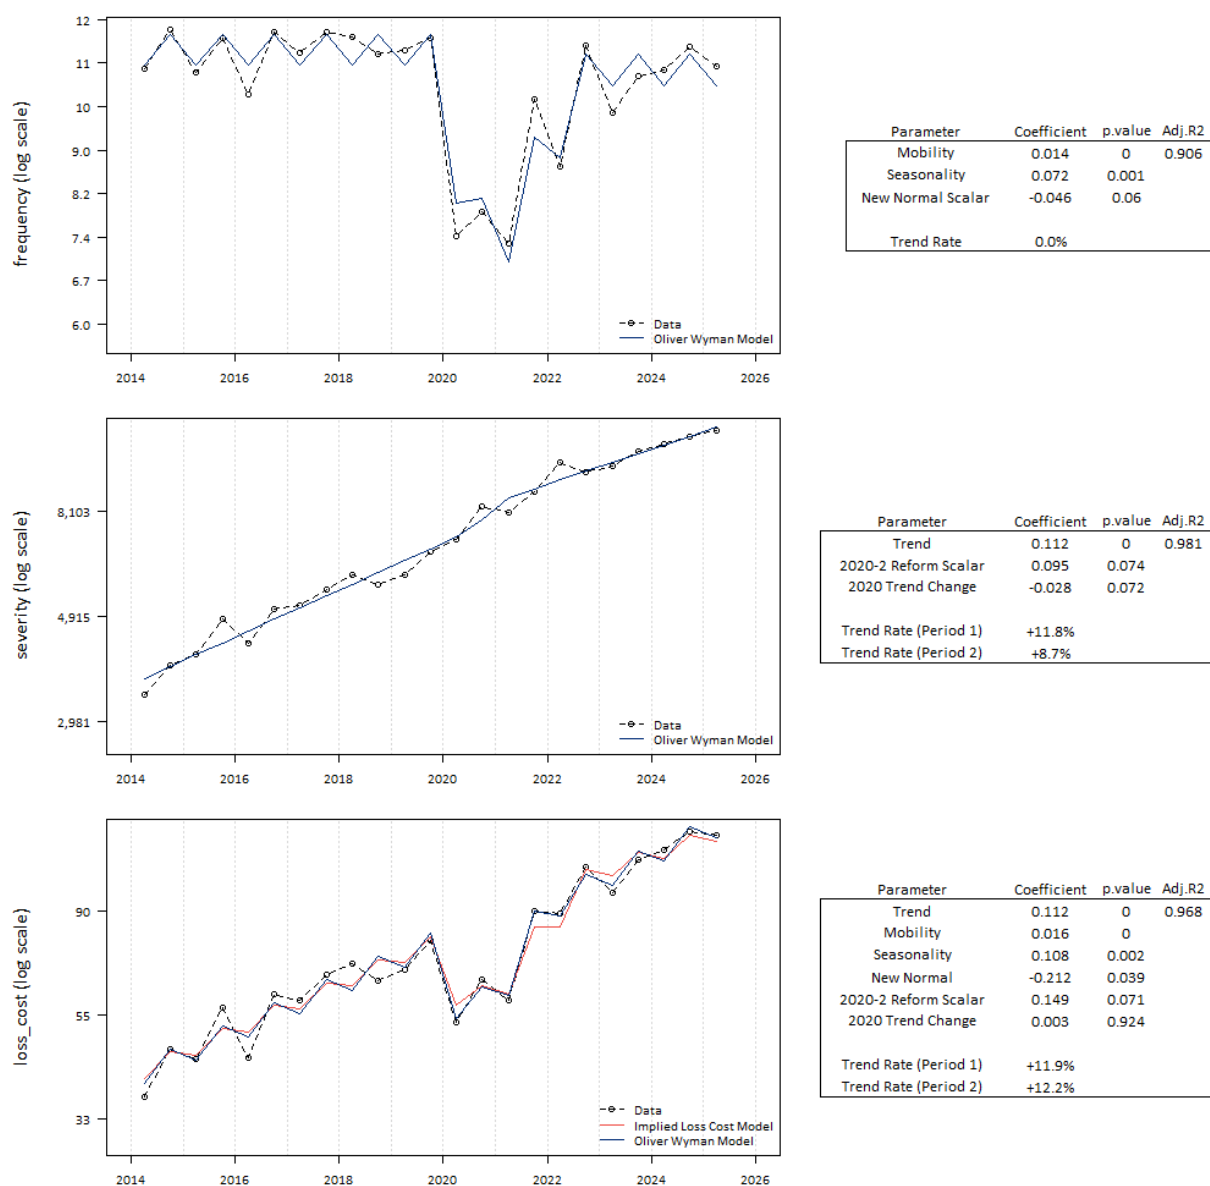 frequency (log scale)
12
11
10
9.0
8.2
7.4
6.7
6.0
Data
Oliver Wyman Model
2014 2016 2018 2020 2022 2024 2026
Parameter Coefficient p.value Adj.R2
Mobility 0.014 0 0.906
Seasonality 0.072 0.001
New Normal Scalar -0.046 0.06
Trend Rate 0.0%
severity (log scale)
8,103
4,915
2,981
Data
Oliver Wyman Model
2014 2016 2018 2020 2022 2024 2026
Parameter Coefficient p.value Adj.R2
Trend 0.112 0 0.981
2020-2 Reform Scalar 0.095 0.074
2020 Trend Change -0.028 0.072
Trend Rate (Period 1) +11.8%
Trend Rate (Period 2) +8.7%
loss_cost (log scale)
90
55
33
Data
Implied Loss Cost Model
Oliver Wyman Model
2014 2016 2018 2020 2022 2024 2026
Parameter Coefficient p.value Adj.R2
Trend 0.112 0 0.968
Mobility 0.016 0
Seasonality 0.108 0.002
New Normal -0.212 0.039
2020-2 Reform Scalar 0.149 0.071
2020 Trend Change 0.003 0.924
Trend Rate (Period 1) +11.9%
Trend Rate (Period 2) +12.2%